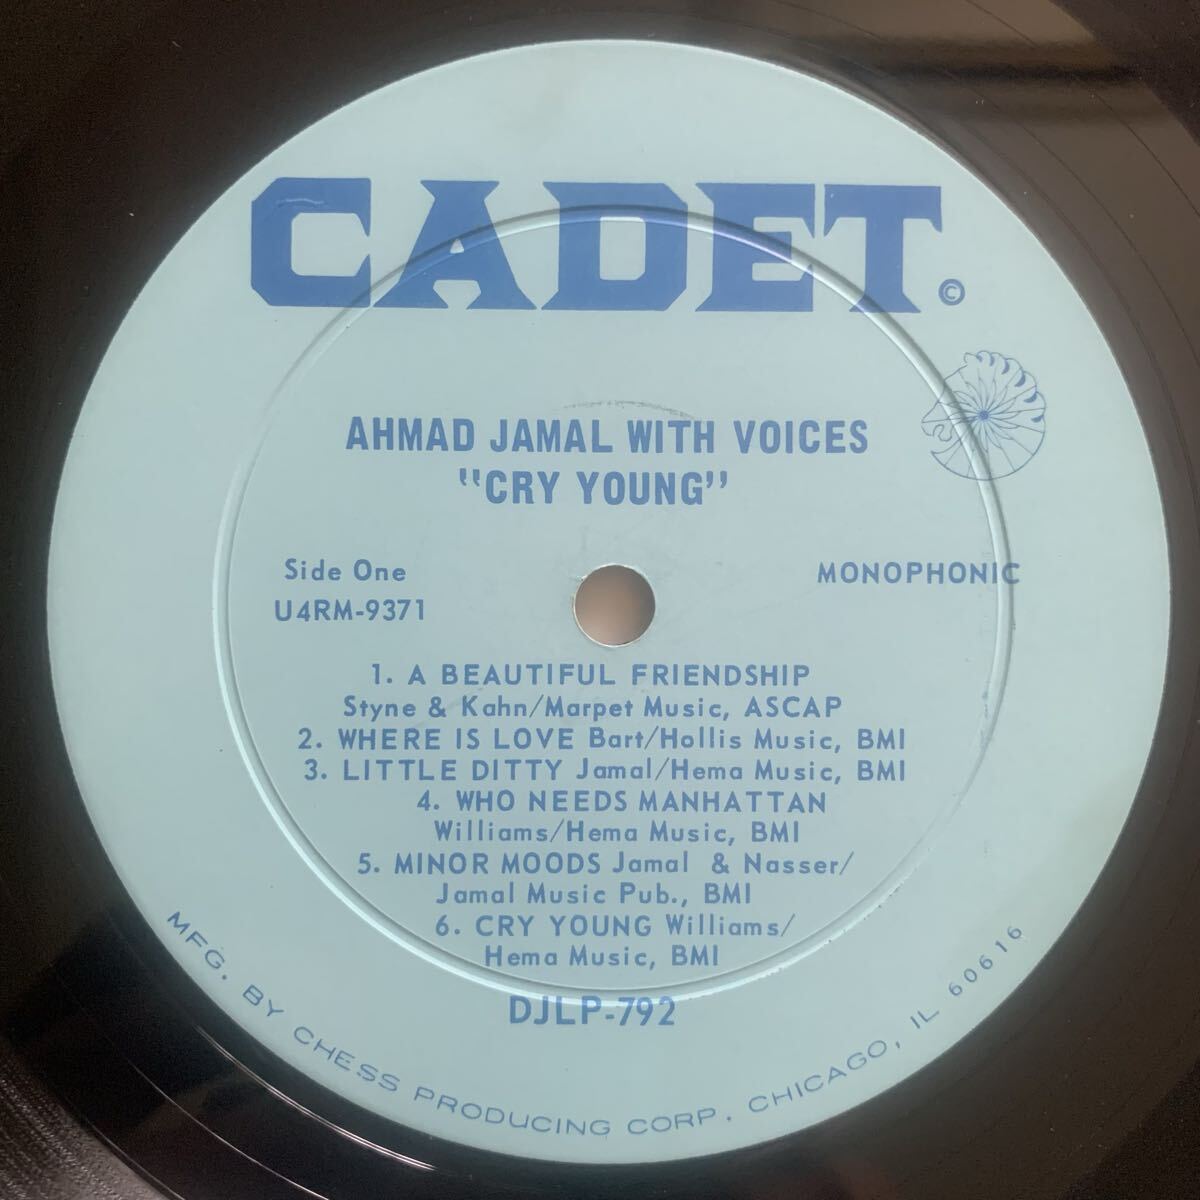 CADET.©
AHMAD JAMAL WITH VOICES
"CRY YOUNG"
Side One
MONOPHONIC
U4RM-9371
1. A BEAUTIFUL FRIENDSHIP
Styne & Kahn/Marpet Music, ASCAP
2. WHERE IS LOVE Bart/Hollis Music, BMI
3. LITTLE DITTY Jamal/Hema Music, BMI
4. WHO NEEDS MANHATTAN
Williams/Hema Music, BMI
5. MINOR MOODS Jamal & Nasser/
Jamal Music Pub., BMI
6. CRY YOUNG Williams/
Hema Music, BMI
DJLP-792
MFG. BY CHESS PRODUCING CORP. CHICAGO, IL 60616